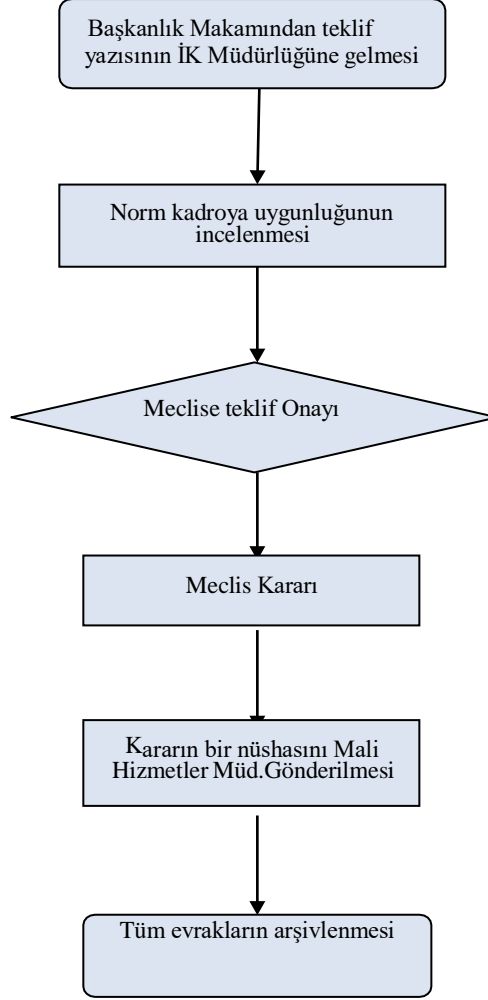 Başkanlık Makamından teklif
yazısının İK Müdürlüğüne gelmesi
Norm kadroya uygunluğunun
incelenmesi
Meclise teklif Onayı
Meclis Kararı
Kararın bir nüshasını Mali
Hizmetler Müd.Gönderilmesi
Tüm evrakların arşivlenmesi